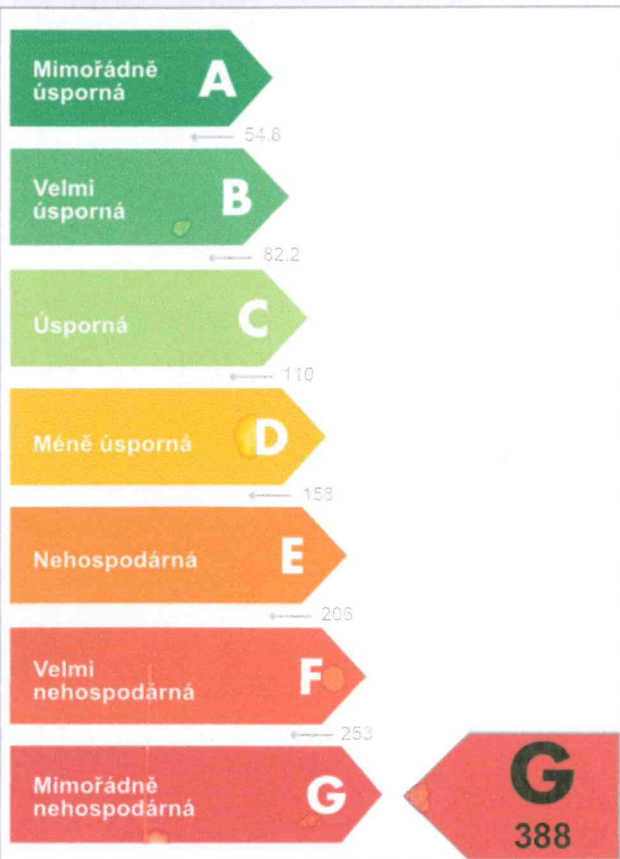 Mimořádně
úsporná
A
54.8
Velmi
úsporná
B
82.2
Úsporná
C
110
Méně úsporná
D
158
Nehospodárná
E
206
Velmi
nehospodárná
F
253
Mimořádně
nehospodárná
G
G
388